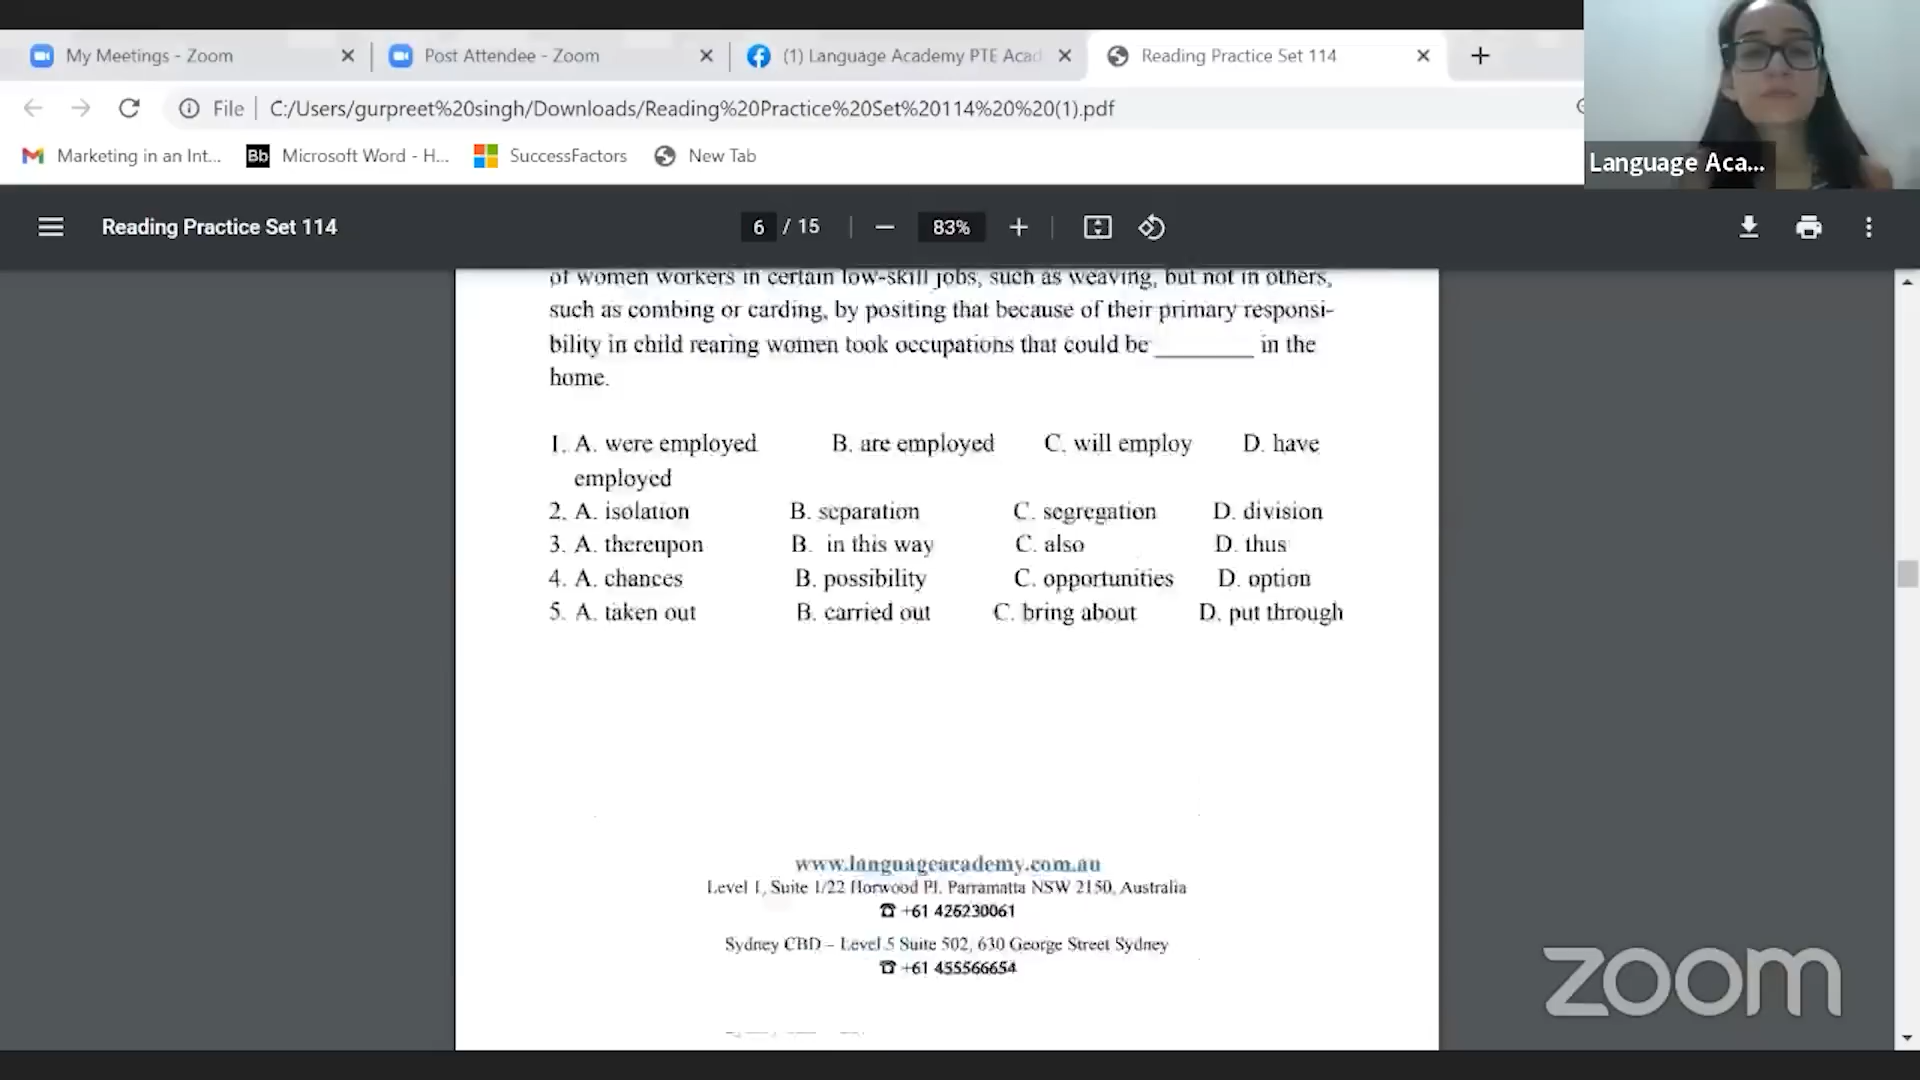 My Meetings - Zoom
Post Attendee - Zoom
(1) Language Academy PTE Acad
Reading Practice Set 114
File
C:/Users/gurpreet%20singh/Downloads/Reading%20Practice%20Set%20114%20%20(1).pdf
Marketing in an Int...
Bb Microsoft Word - H...
SuccessFactors
New Tab
Language Aca...
Reading Practice Set 114
6 / 15
83%
of women workers in certain low-skill jobs, such as weaving, but not in others,
such as combing or carding, by positing that because of their primary responsi-
bility in child rearing women took occupations that could be ________ in the
home.
1. A. were employed B. are employed C. will employ D. have
employed
2. A. isolation B. separation C. segregation D. division
3. A. thereupon B. in this way C. also D. thus
4. A. chances B. possibility C. opportunities D. option
5. A. taken out B. carried out C. bring about D. put through
www.languageacademy.com.au
Level 1, Suite 1/22 Horwood Pl, Parramatta NSW 2150, Australia
☎ +61 426230061
Sydney CBD – Level 5 Suite 502, 630 George Street Sydney
☎ +61 455566654
zoom